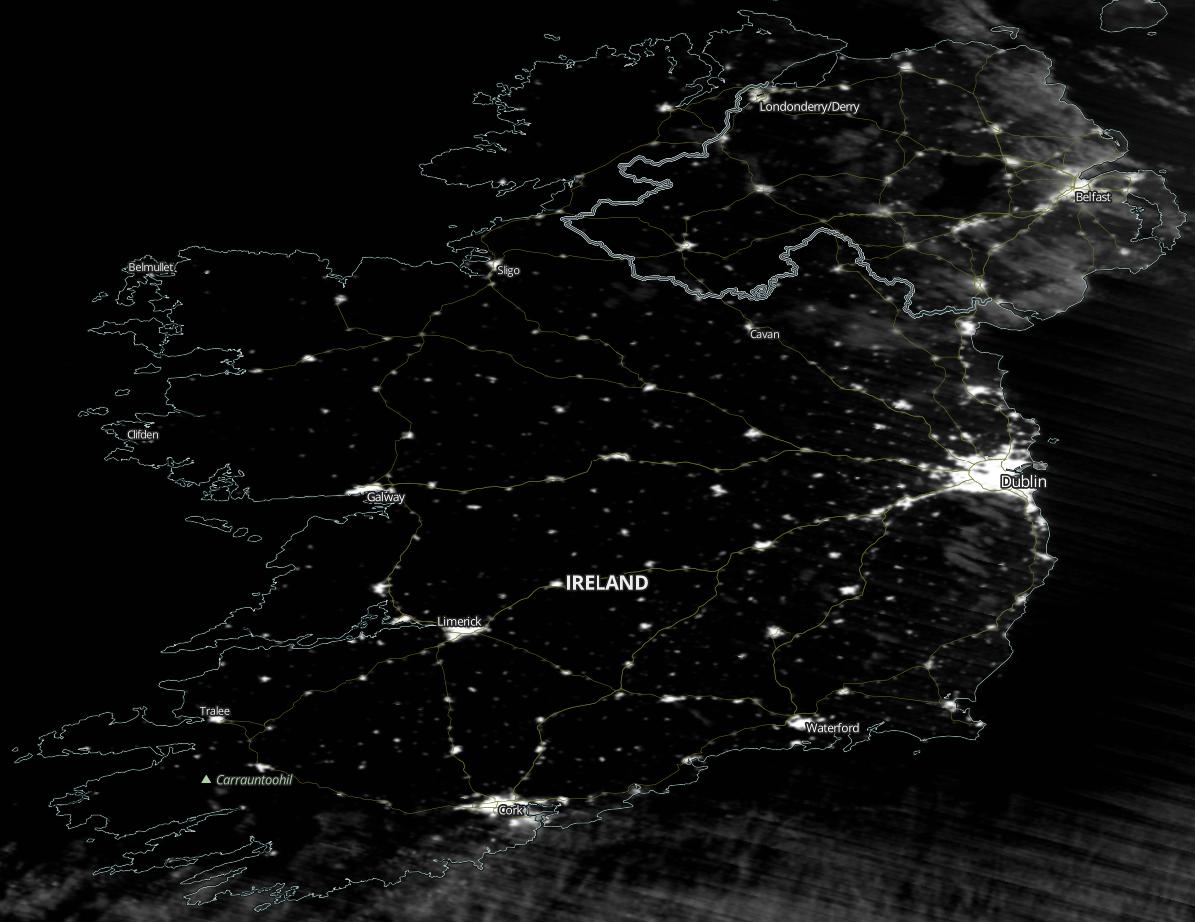 Londonderry/Derry
Belfast
Belmullet
Sligo
Cavan
Clifden
Dublin
Galway
IRELAND
Limerick
Tralee
Waterford
Carrauntoohil
Cork